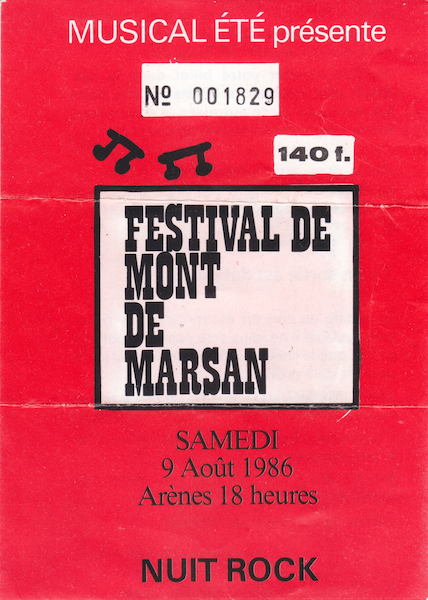 MUSICAL ÉTÉ présente
Nº 001829
140 f.
FESTIVAL DE
MONT
DE
MARSAN
SAMEDI
9 Août 1986
Arènes 18 heures
NUIT ROCK